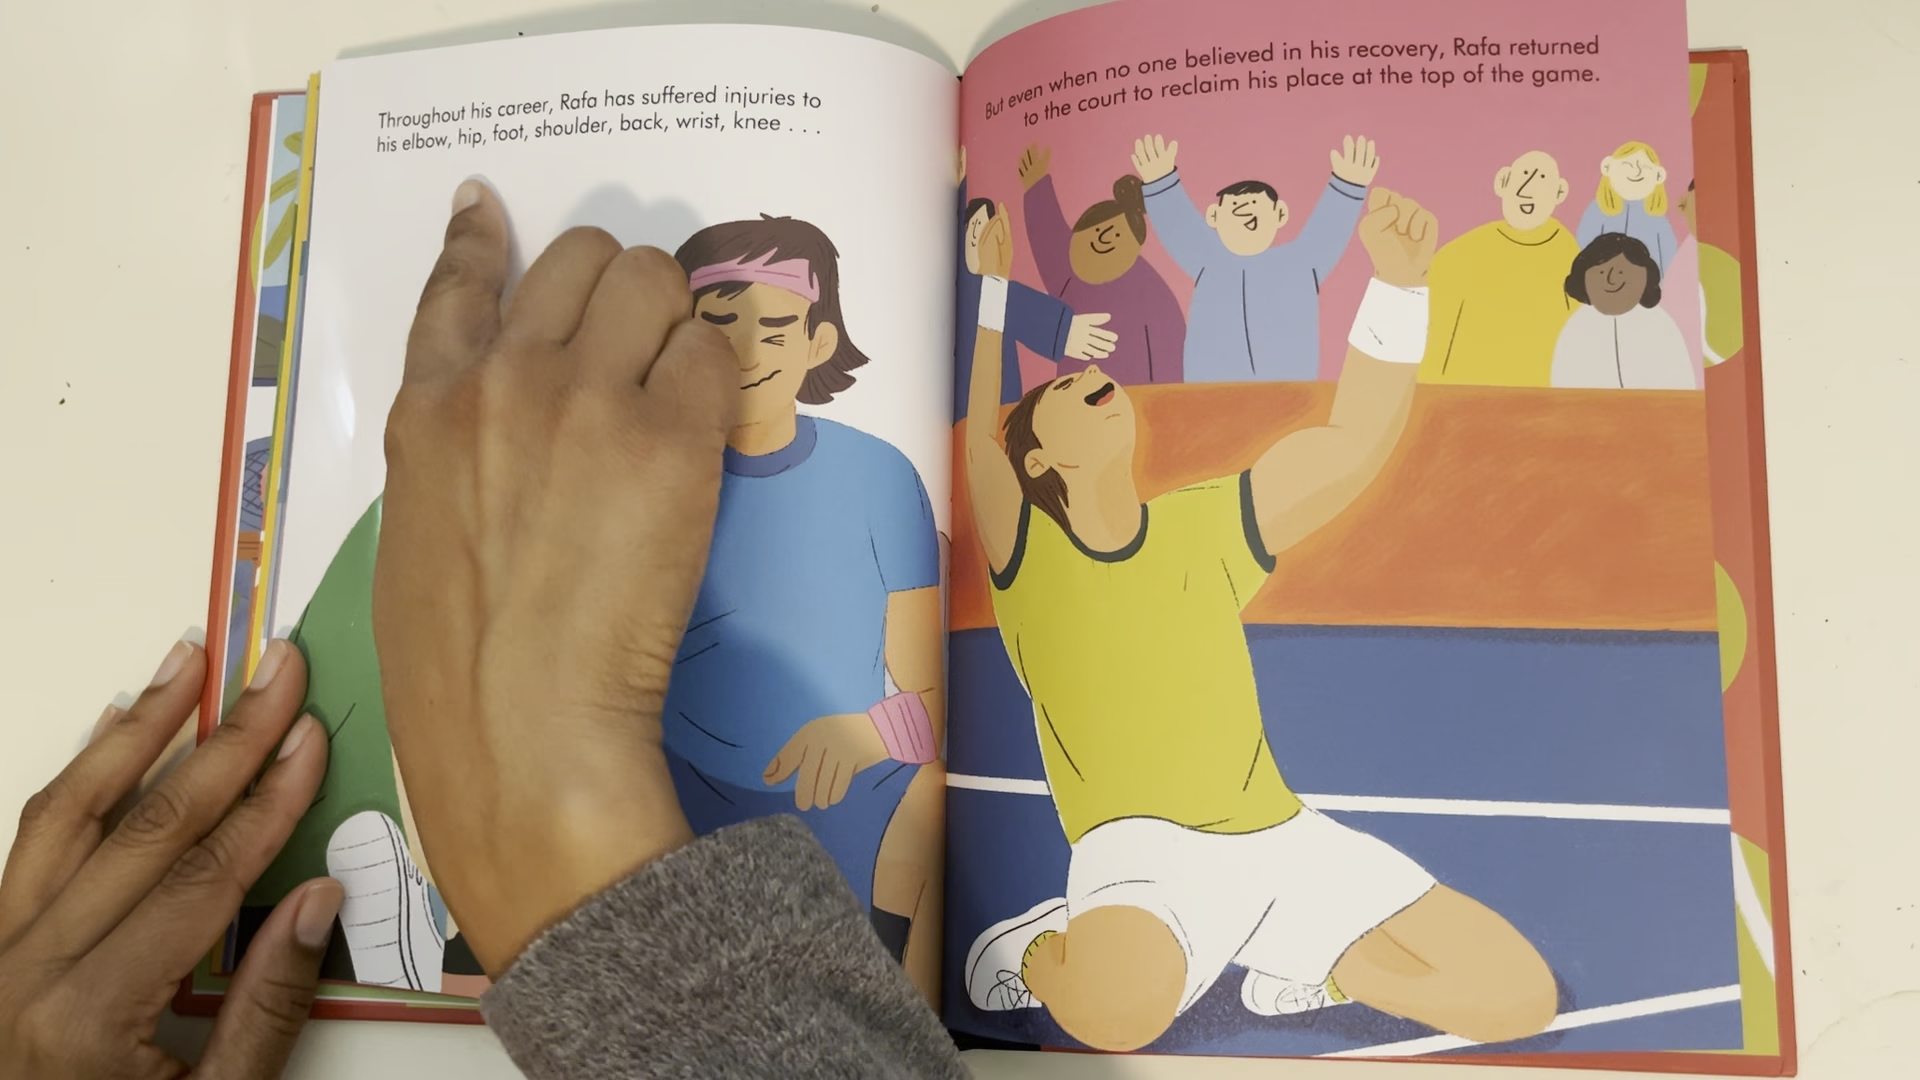 Throughout his career, Rafa has suffered injuries to
his elbow, hip, foot, shoulder, back, wrist, knee . . .
But even when no one believed in his recovery, Rafa returned
to the court to reclaim his place at the top of the game.